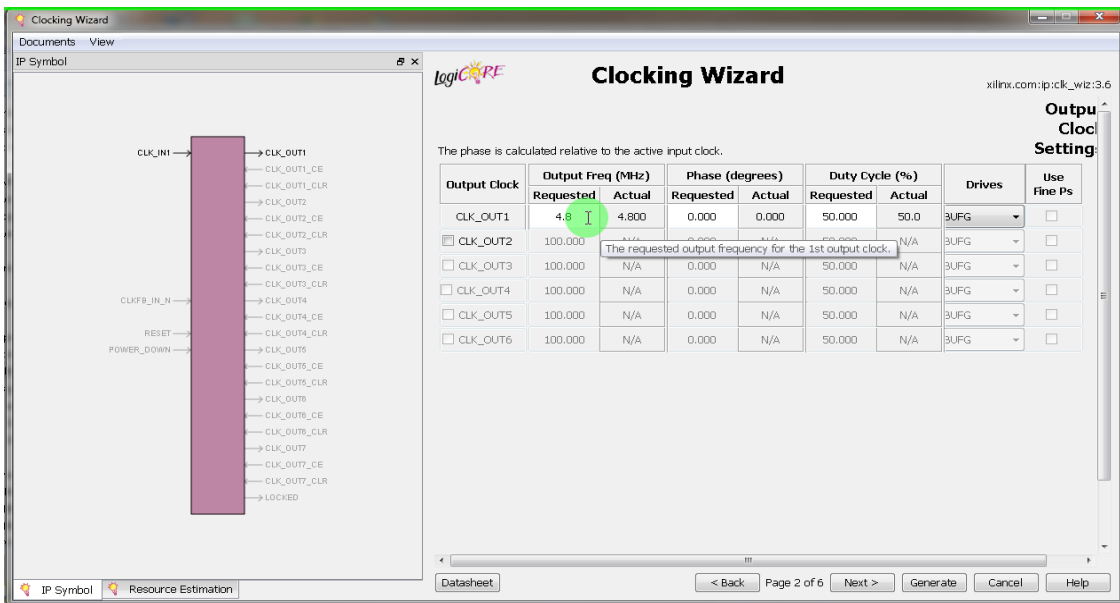 Clocking Wizard
Documents View
IP Symbol
CLK_IN1
CLKFB_IN_N
RESET
POWER_DOWN
CLK_OUT1
CLK_OUT1_CE
CLK_OUT1_CLR
CLK_OUT2
CLK_OUT2_CE
CLK_OUT2_CLR
CLK_OUT3
CLK_OUT3_CE
CLK_OUT3_CLR
CLK_OUT4
CLK_OUT4_CE
CLK_OUT4_CLR
CLK_OUT5
CLK_OUT5_CE
CLK_OUT5_CLR
CLK_OUT6
CLK_OUT6_CE
CLK_OUT6_CLR
CLK_OUT7
CLK_OUT7_CE
CLK_OUT7_CLR
LOCKED
IP Symbol Resource Estimation
LogiCORE Clocking Wizard xilinx.com:ip:clk_wiz:3.6
Outpu
Cloc
Setting
The phase is calculated relative to the active input clock.
Output Clock Output Freq (MHz) Phase (degrees) Duty Cycle (%) Drives Use Fine Ps
Requested Actual Requested Actual Requested Actual
CLK_OUT1 4.8 4.800 0.000 0.000 50.000 50.0 BUFG
CLK_OUT2 100.000 N/A BUFG
The requested output frequency for the 1st output clock.
CLK_OUT3 100.000 N/A 0.000 N/A 50.000 N/A BUFG
CLK_OUT4 100.000 N/A 0.000 N/A 50.000 N/A BUFG
CLK_OUT5 100.000 N/A 0.000 N/A 50.000 N/A BUFG
CLK_OUT6 100.000 N/A 0.000 N/A 50.000 N/A BUFG
Datasheet < Back Page 2 of 6 Next > Generate Cancel Help